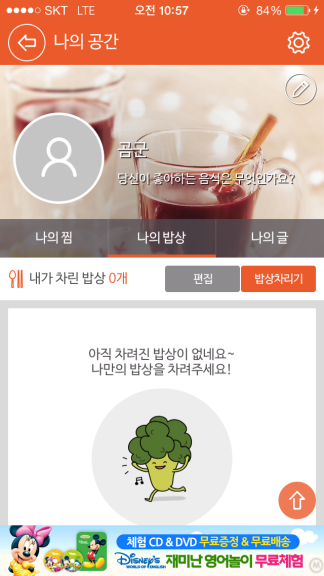 SKT LTE 오전 10:57 84%
나의 공간
곰군
당신이 좋아하는 음식은 무엇인가요?
나의 찜 나의 밥상 나의 글
내가 차린 밥상 0개 편집 밥상차리기
아직 차려진 밥상이 없네요~
나만의 밥상을 차려주세요!
체험 CD & DVD 무료증정 & 무료배송
Disney's WORLD OF ENGLISH 재미난 영어놀이 무료체험
M